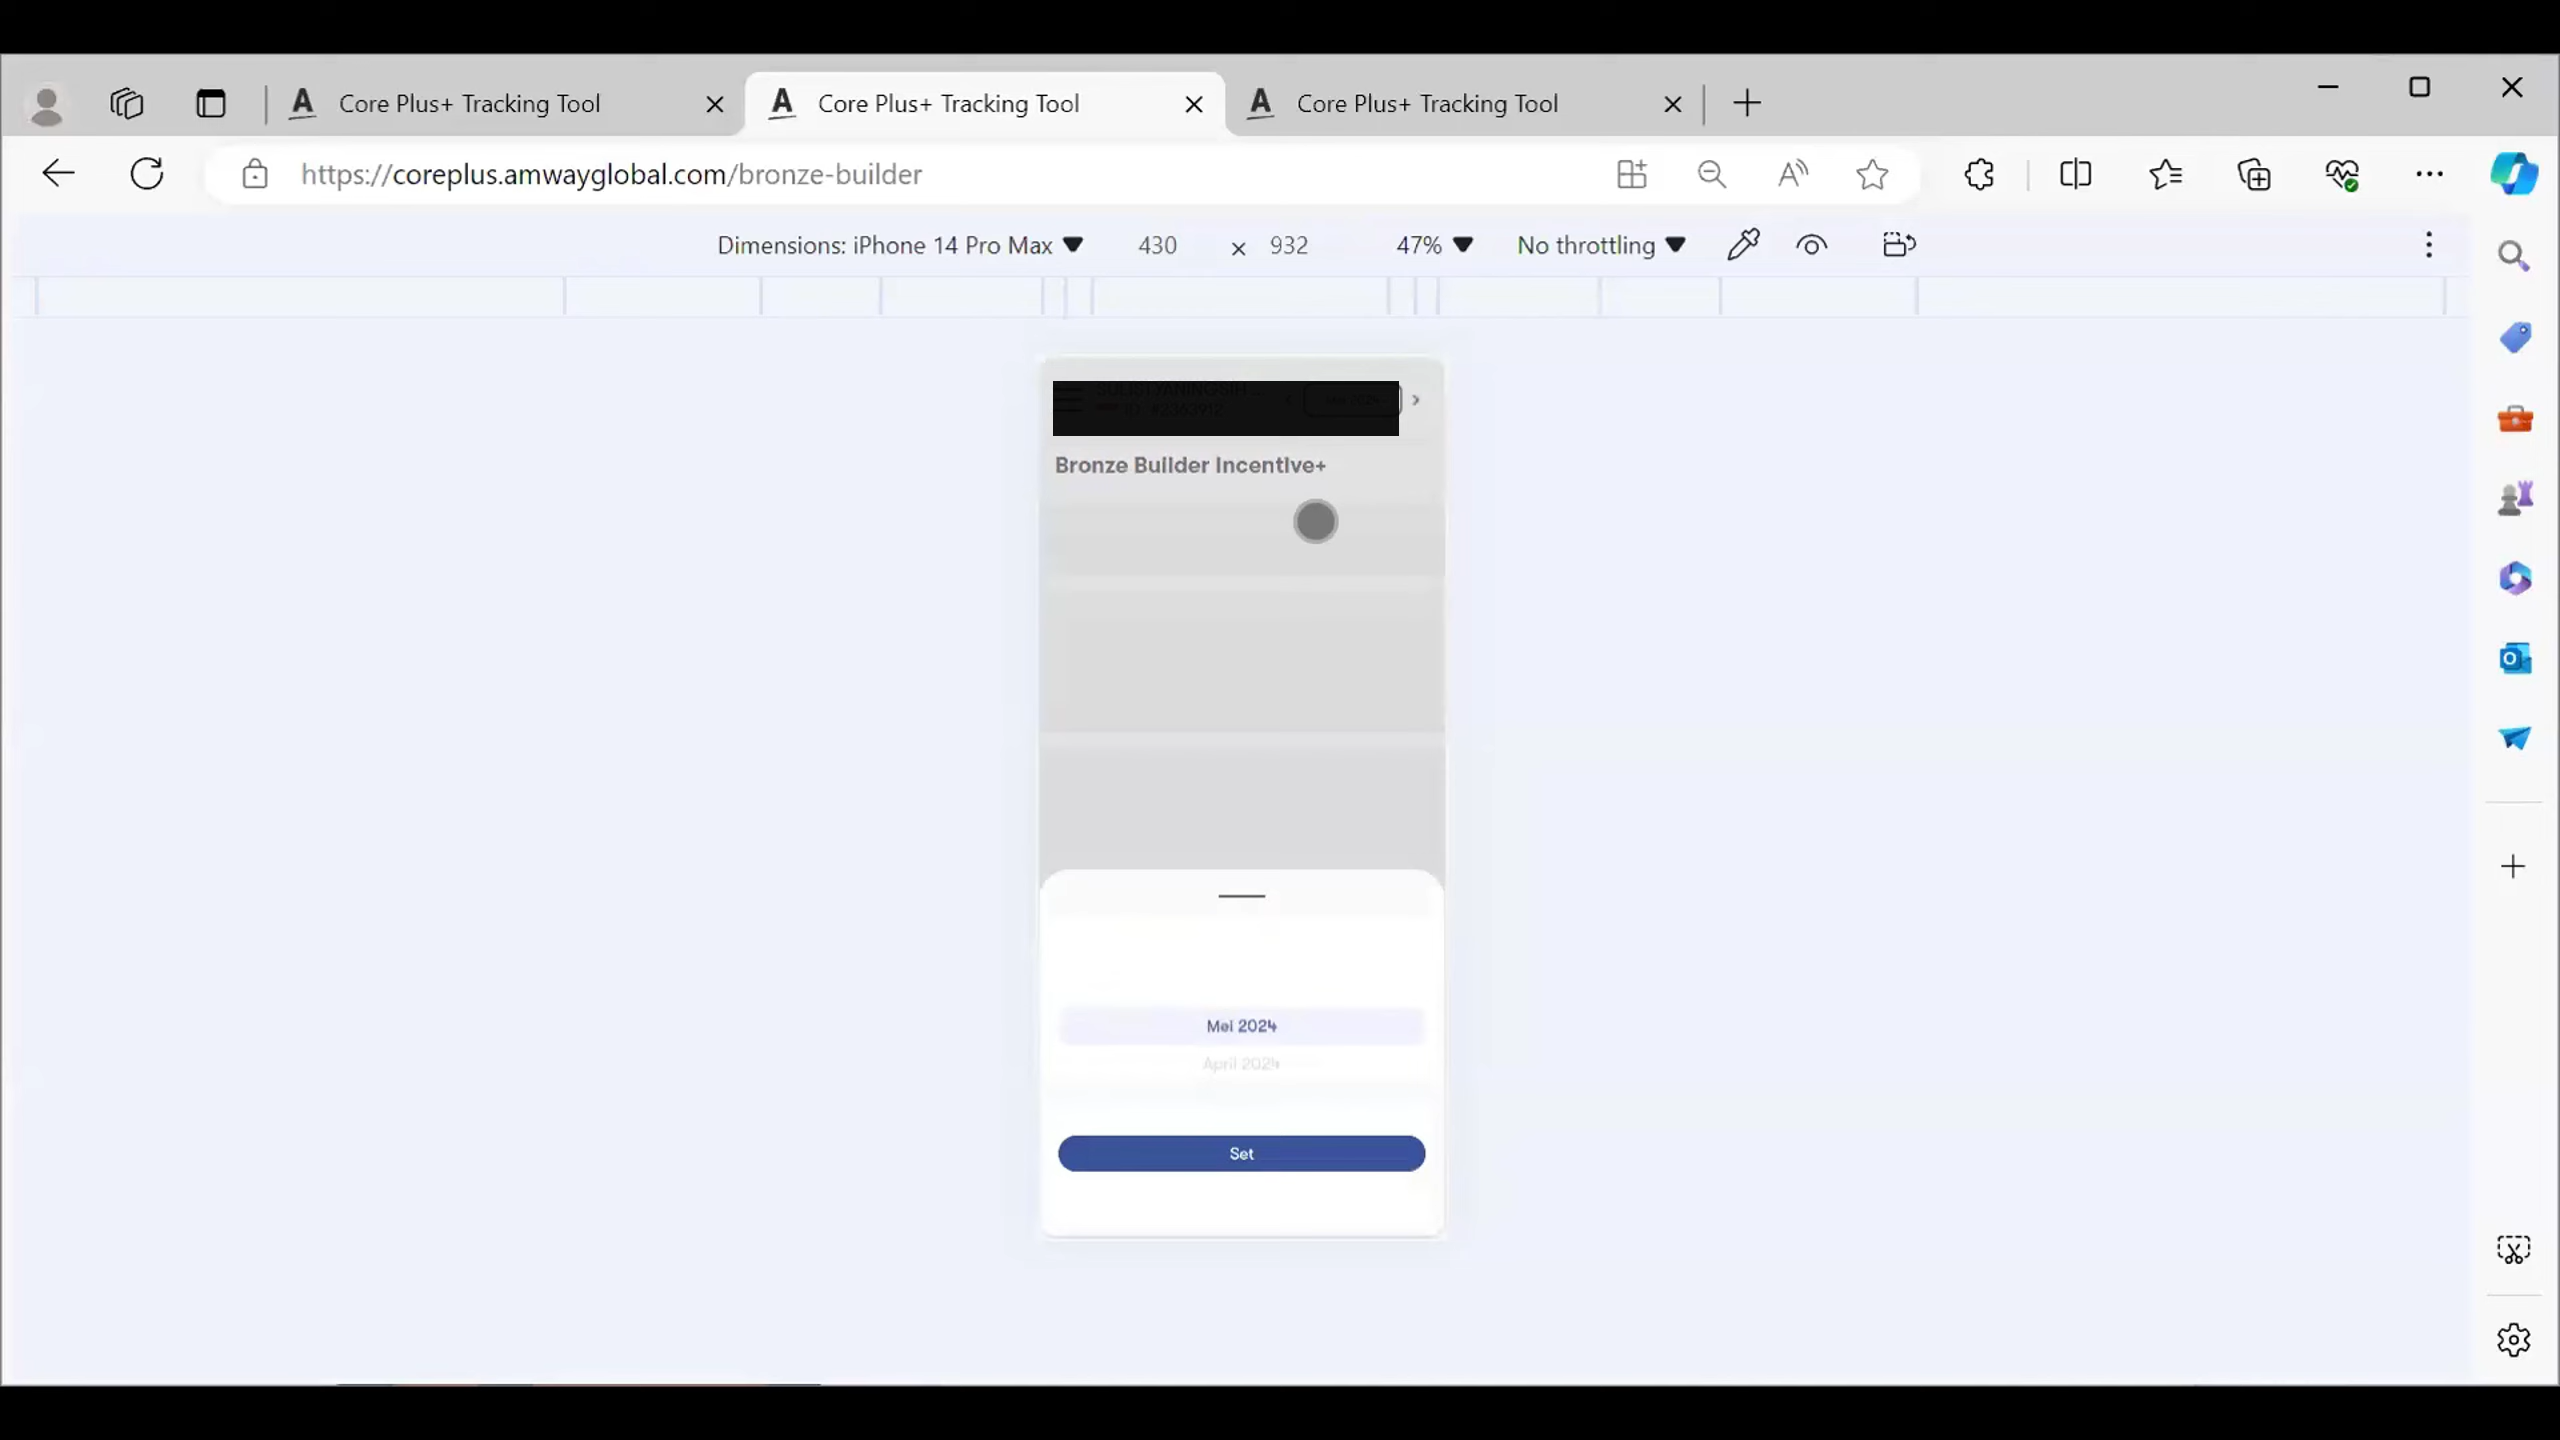 Core Plus+ Tracking Tool
Core Plus+ Tracking Tool
Core Plus+ Tracking Tool
https://coreplus.amwayglobal.com/bronze-builder
Dimensions: iPhone 14 Pro Max 430 × 932 47% No throttling
Bronze Builder Incentive+
Mei 2024
April 2024
Set